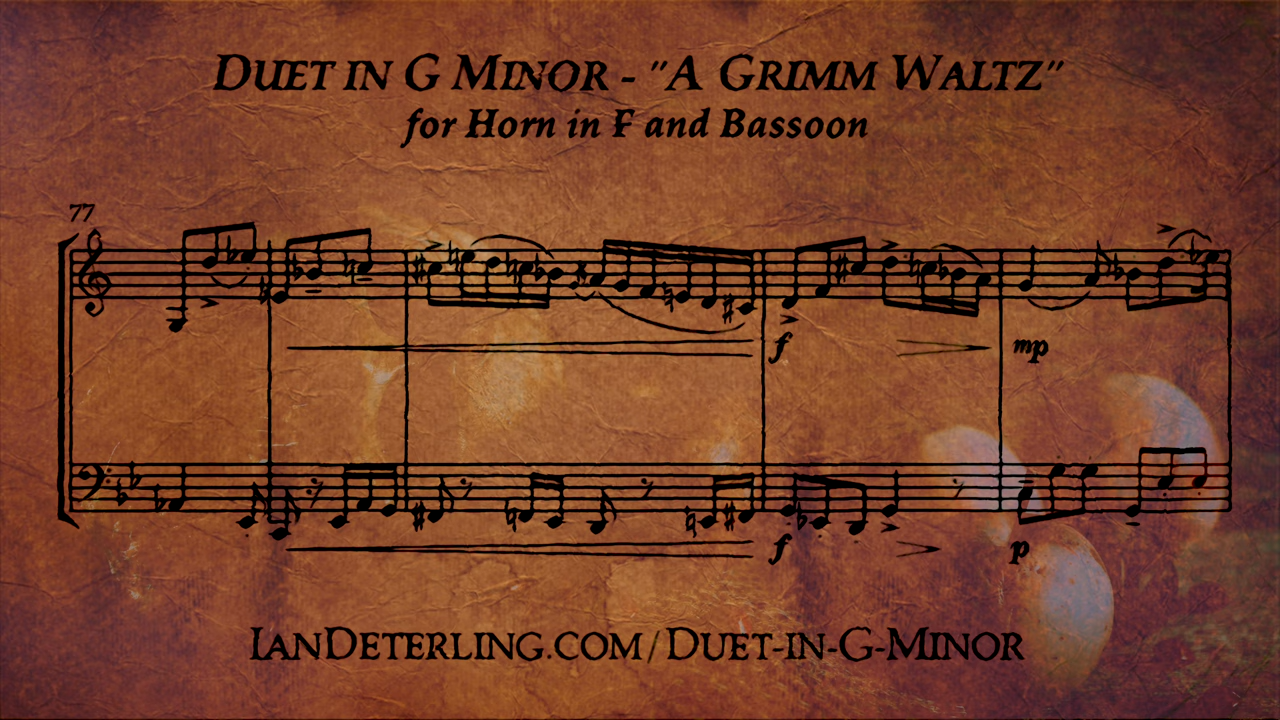 DUET IN G MINOR - "A GRIMM WALTZ"
for Horn in F and Bassoon
77
f
mp
f
p
IANDETERLING.COM/DUET-IN-G-MINOR